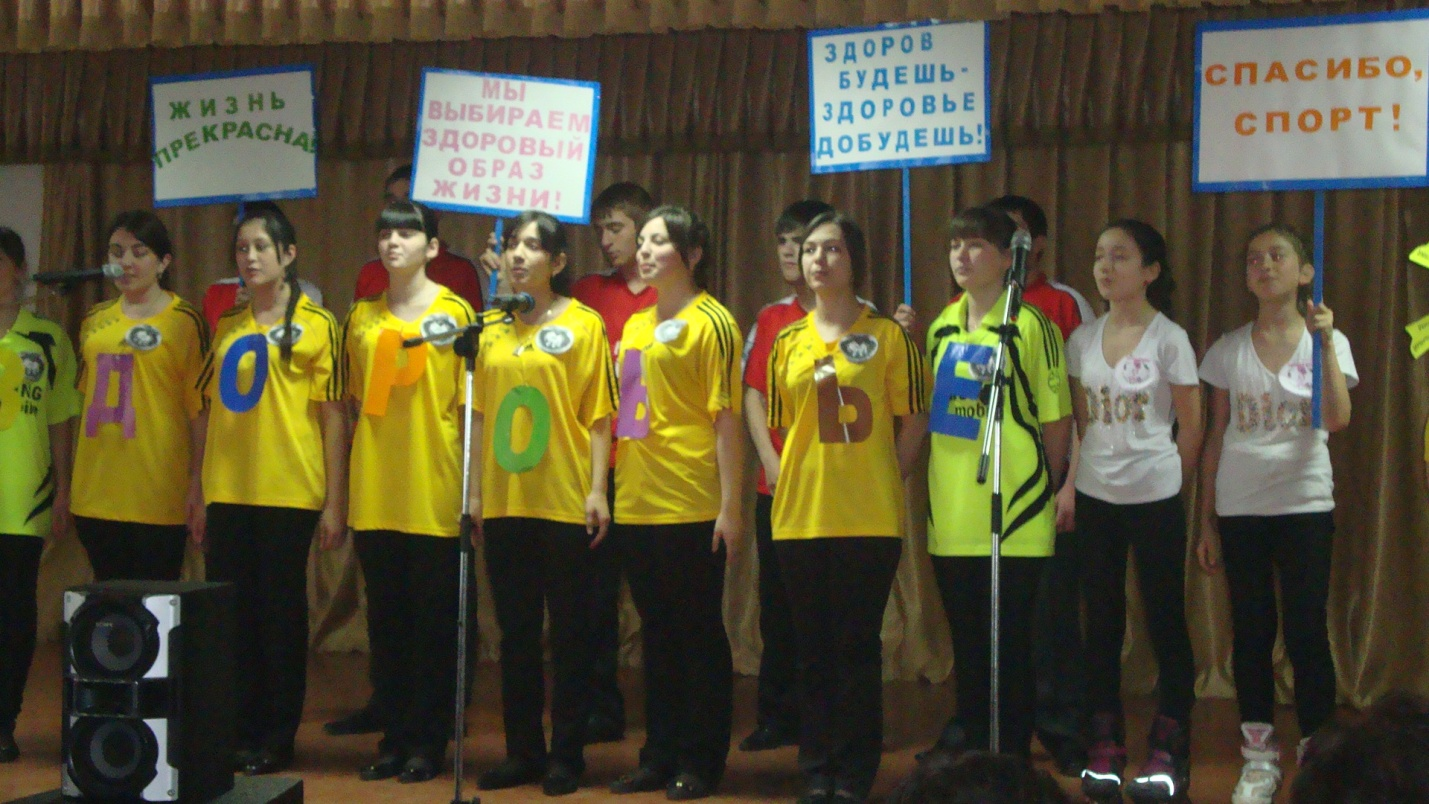 ЖИЗНЬ
ПРЕКРАСНА!
МЫ
ВЫБИРАЕМ
ЗДОРОВЫЙ
ОБРАЗ
ЖИЗНИ!
ЗДОРОВ
БУДЕШЬ-
ЗДОРОВЬЕ
ДОБУДЕШЬ!
СПАСИБО,
СПОРТ!
З Д О Р О В Ь Е
Dior
Dior